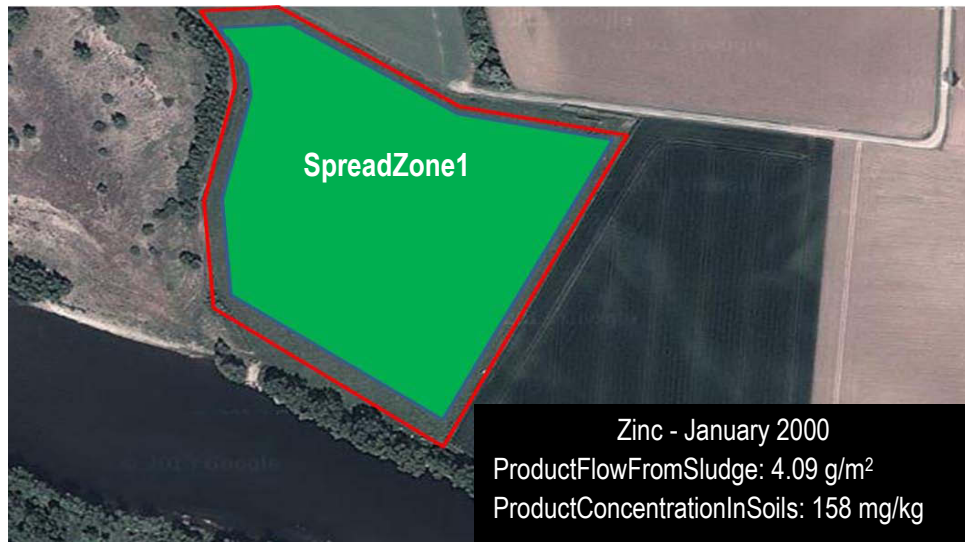 SpreadZone1
Zinc - January 2000
ProductFlowFromSludge: 4.09 g/m²
ProductConcentrationInSoils: 158 mg/kg